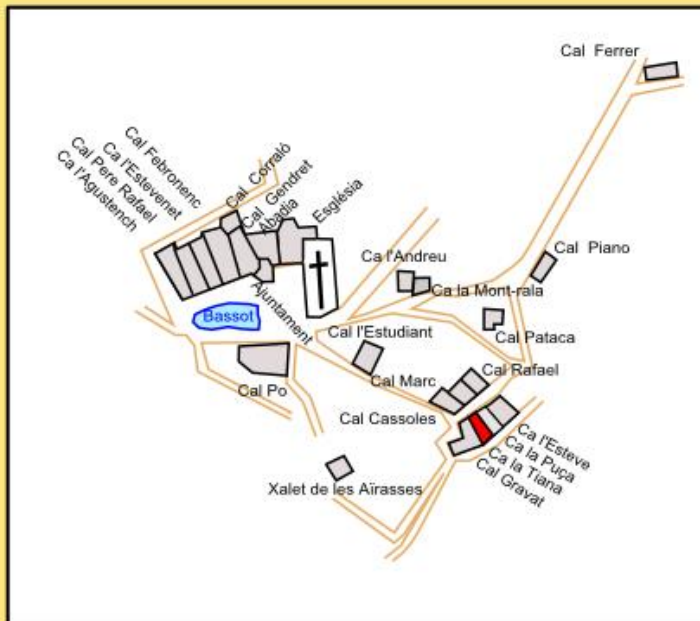 Cal Ferrer
Cal Febronenc
Ca l'Estevenet
Cal Pere Rafael
Ca l'Agustench
Cal Corraló
Cal Gendret
Abadia
Església
Ca l'Andreu
Cal Piano
Ca la Mont-rala
Ajuntament
Bassot
Cal l'Estudiant
Cal Pataca
Cal Rafael
Cal Marc
Cal Po
Cal Cassoles
Ca l'Esteve
Ca la Puça
Ca la Tiana
Cal Gravat
Xalet de les Aïrasses